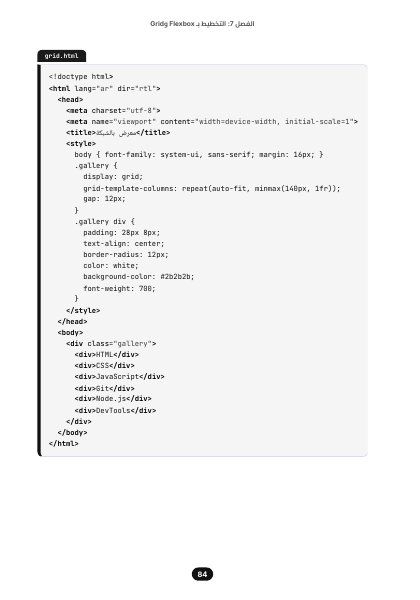 الفصل 7: التخطيط بـ Flexbox وGrid
grid.html
<!doctype html>
<html lang="ar" dir="rtl">
  <head>
    <meta charset="utf-8">
    <meta name="viewport" content="width=device-width, initial-scale=1">
    <title>معرض بالشبكة</title>
    <style>
      body { font-family: system-ui, sans-serif; margin: 16px; }
      .gallery {
        display: grid;
        grid-template-columns: repeat(auto-fit, minmax(140px, 1fr));
        gap: 12px;
      }
      .gallery div {
        padding: 28px 8px;
        text-align: center;
        border-radius: 12px;
        color: white;
        background-color: #2b2b2b;
        font-weight: 700;
      }
    </style>
  </head>
  <body>
    <div class="gallery">
      <div>HTML</div>
      <div>CSS</div>
      <div>JavaScript</div>
      <div>Git</div>
      <div>Node.js</div>
      <div>DevTools</div>
    </div>
  </body>
</html>
84